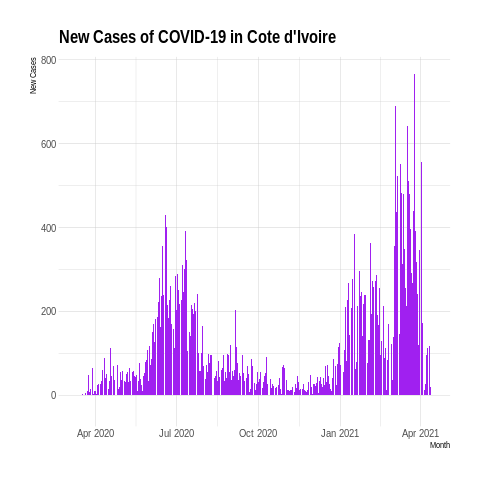 New Cases of COVID-19 in Cote d'Ivoire
New Cases
800
600
400
200
0
Apr 2020 Jul 2020 Oct 2020 Jan 2021 Apr 2021
Month